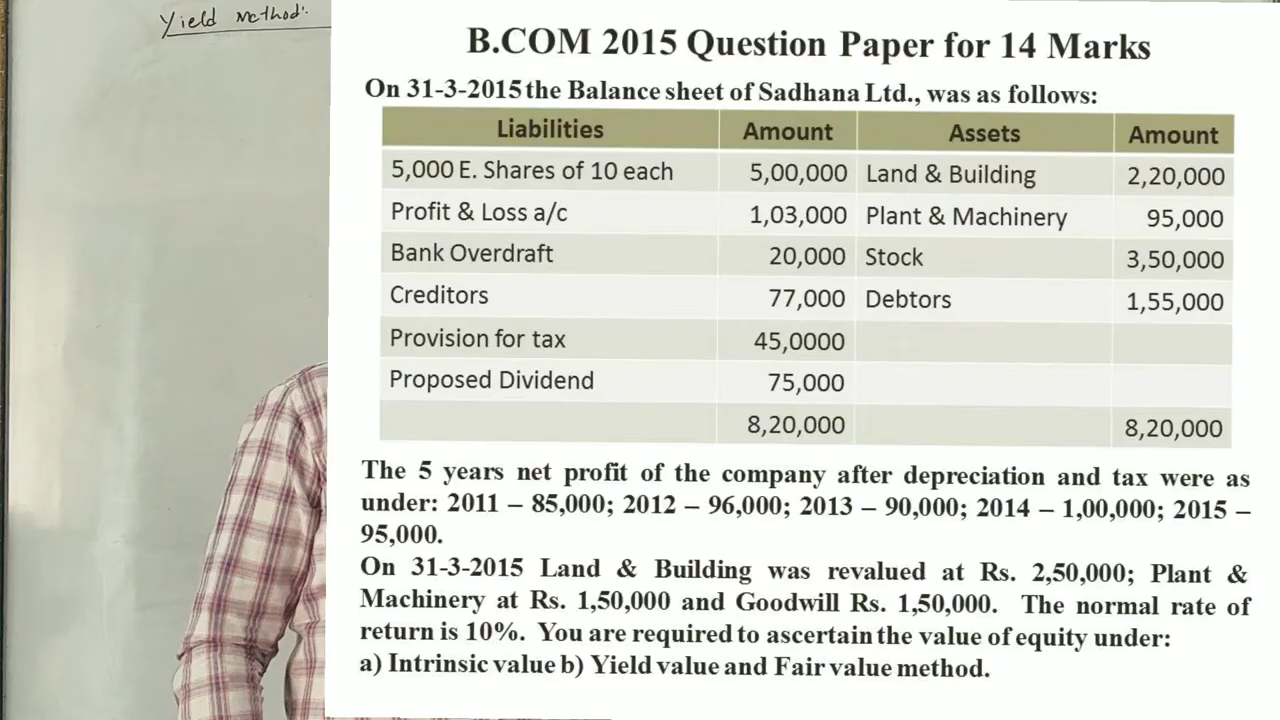 Yield Method:
B.COM 2015 Question Paper for 14 Marks
On 31-3-2015 the Balance sheet of Sadhana Ltd., was as follows:
Liabilities Amount Assets Amount
5,000 E. Shares of 10 each 5,00,000 Land & Building 2,20,000
Profit & Loss a/c 1,03,000 Plant & Machinery 95,000
Bank Overdraft 20,000 Stock 3,50,000
Creditors 77,000 Debtors 1,55,000
Provision for tax 45,0000
Proposed Dividend 75,000
8,20,000 8,20,000
The 5 years net profit of the company after depreciation and tax were as
under: 2011 – 85,000; 2012 – 96,000; 2013 – 90,000; 2014 – 1,00,000; 2015 –
95,000.
On 31-3-2015 Land & Building was revalued at Rs. 2,50,000; Plant &
Machinery at Rs. 1,50,000 and Goodwill Rs. 1,50,000. The normal rate of
return is 10%. You are required to ascertain the value of equity under:
a) Intrinsic value b) Yield value and Fair value method.